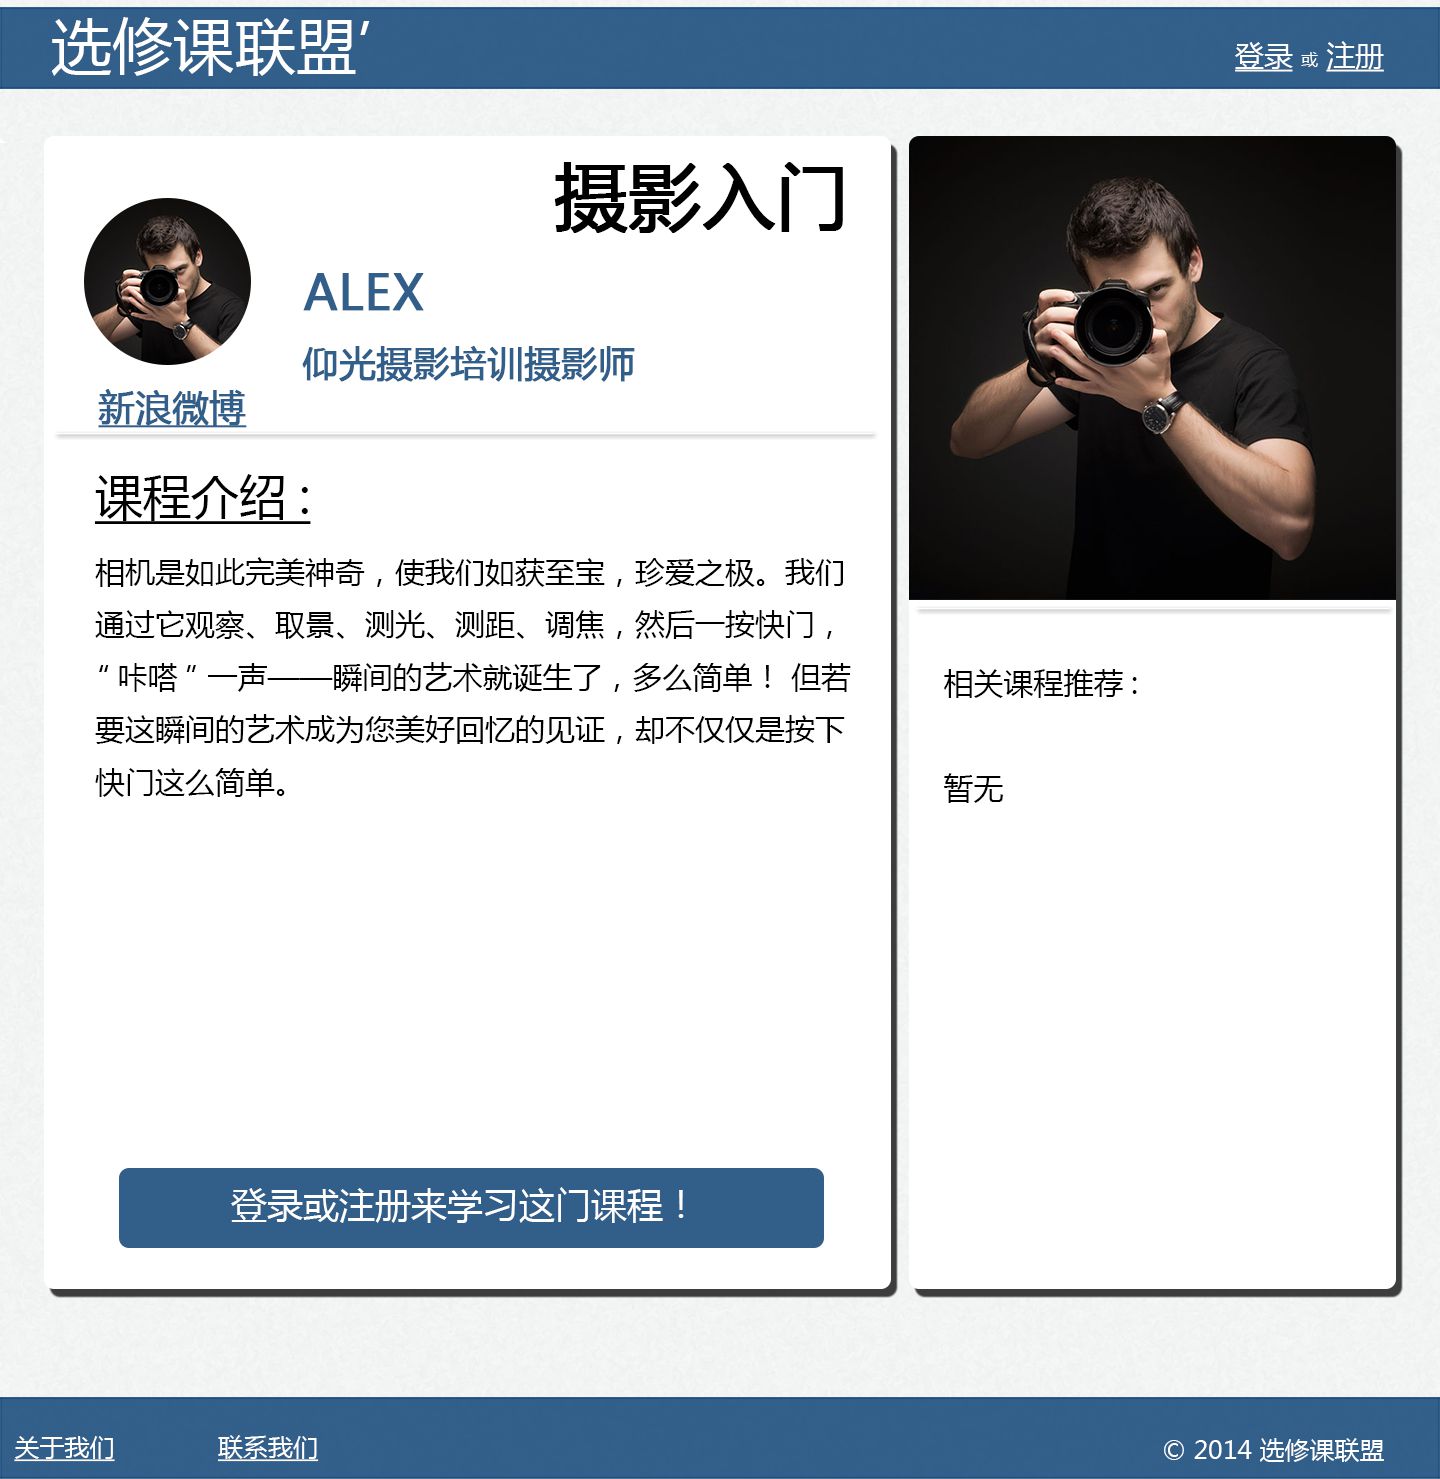 选修课联盟’
登录 或 注册
摄影入门
ALEX
仰光摄影培训摄影师
新浪微博
课程介绍：
相机是如此完美神奇，使我们如获至宝，珍爱之极。我们
通过它观察、取景、测光、测距、调焦，然后一按快门，
“咔嗒”一声——瞬间的艺术就诞生了，多么简单！ 但若
要这瞬间的艺术成为您美好回忆的见证，却不仅仅是按下
快门这么简单。
登录或注册来学习这门课程！
相关课程推荐：
暂无
关于我们
联系我们
© 2014 选修课联盟